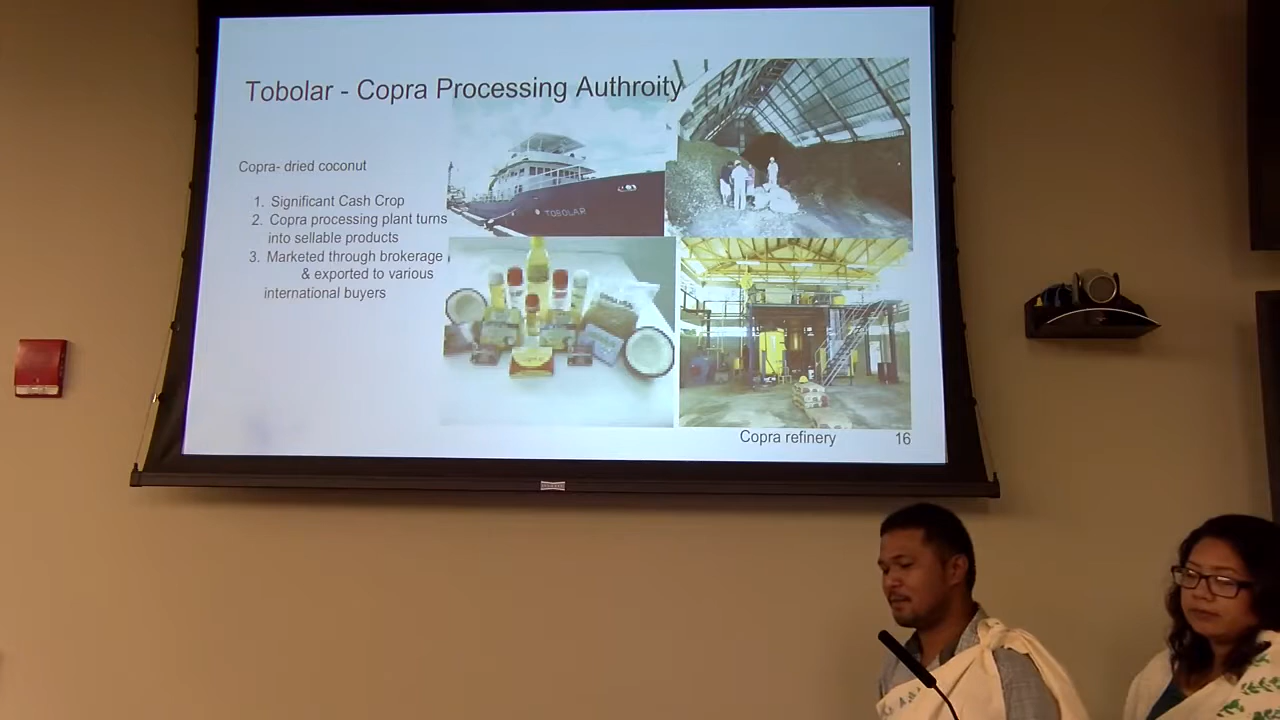 Tobolar - Copra Processing Authroity
Copra- dried coconut
1. Significant Cash Crop
2. Copra processing plant turns
into sellable products
3. Marketed through brokerage
& exported to various
international buyers
TOBOLAR
Copra refinery
16